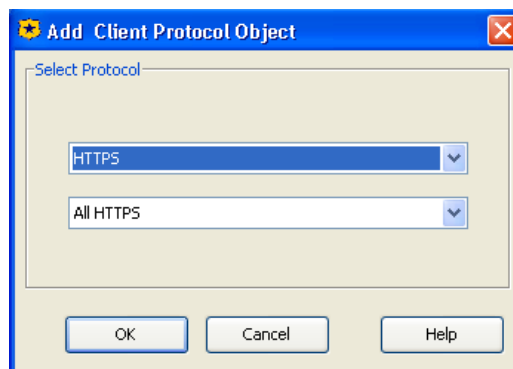 Add Client Protocol Object
Select Protocol
HTTPS
All HTTPS
OK Cancel Help